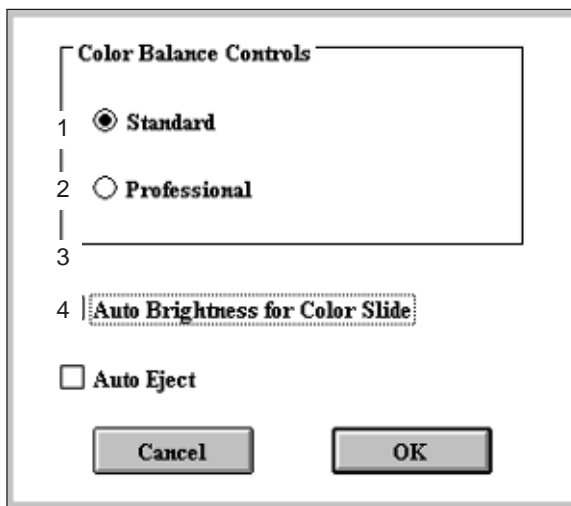 Color Balance Controls
1 Standard
2 Professional
3
4 Auto Brightness for Color Slide
Auto Eject
Cancel OK